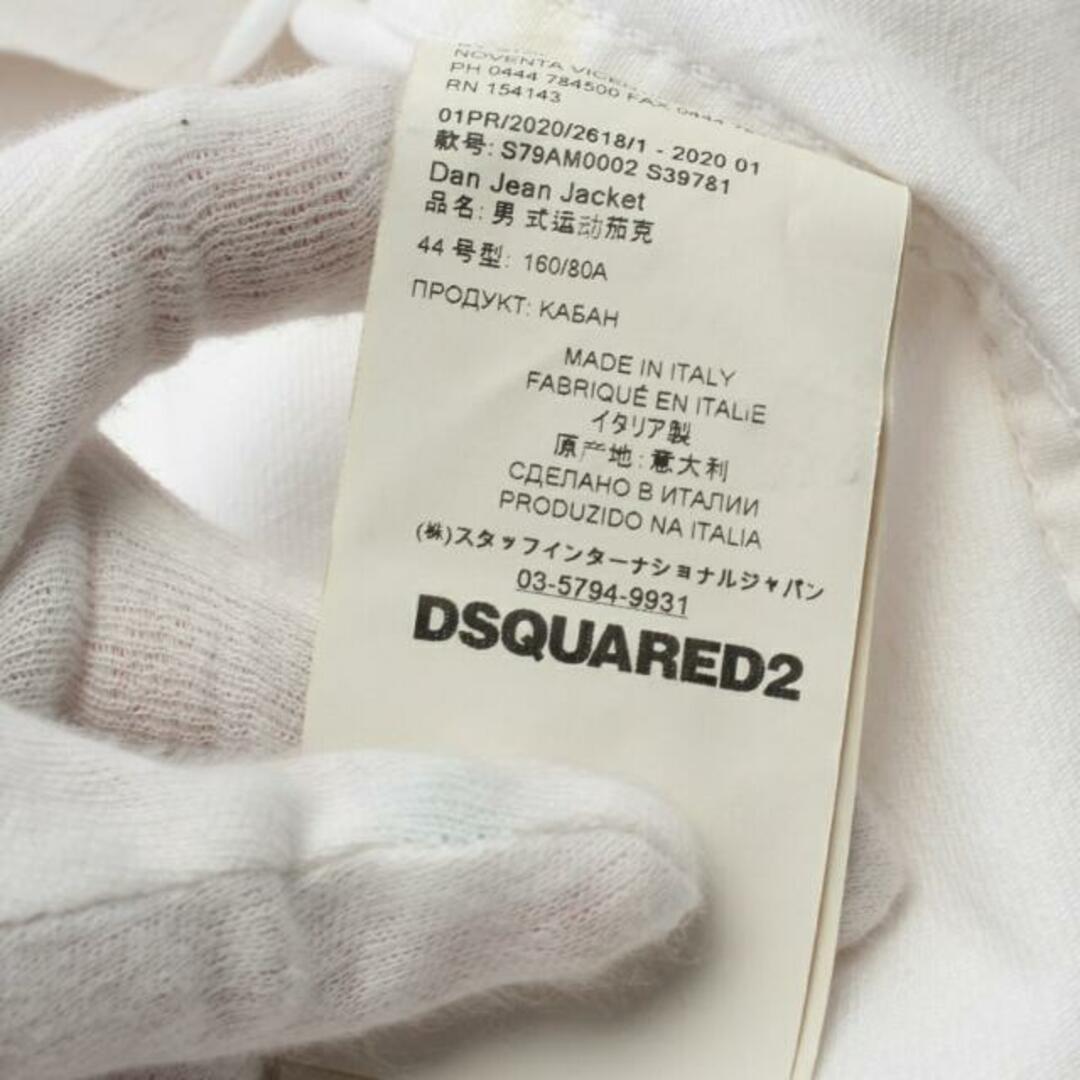 NOVENTA
PH 0444 784500 FAX 0444
RN 154143
01PR/2020/2618/1 - 2020 01
款号: S79AM0002 S39781
Dan Jean Jacket
品名: 男 式运动茄克
44 号型: 160/80A
ПРОДУКТ: КАБАН
MADE IN ITALY
FABRIQUÉ EN ITALIE
イタリア製
原产地: 意大利
СДЕЛАНО В ИТАЛИИ
PRODUZIDO NA ITALIA
(株)スタッフインターナショナルジャパン
03-5794-9931
DSQUARED2